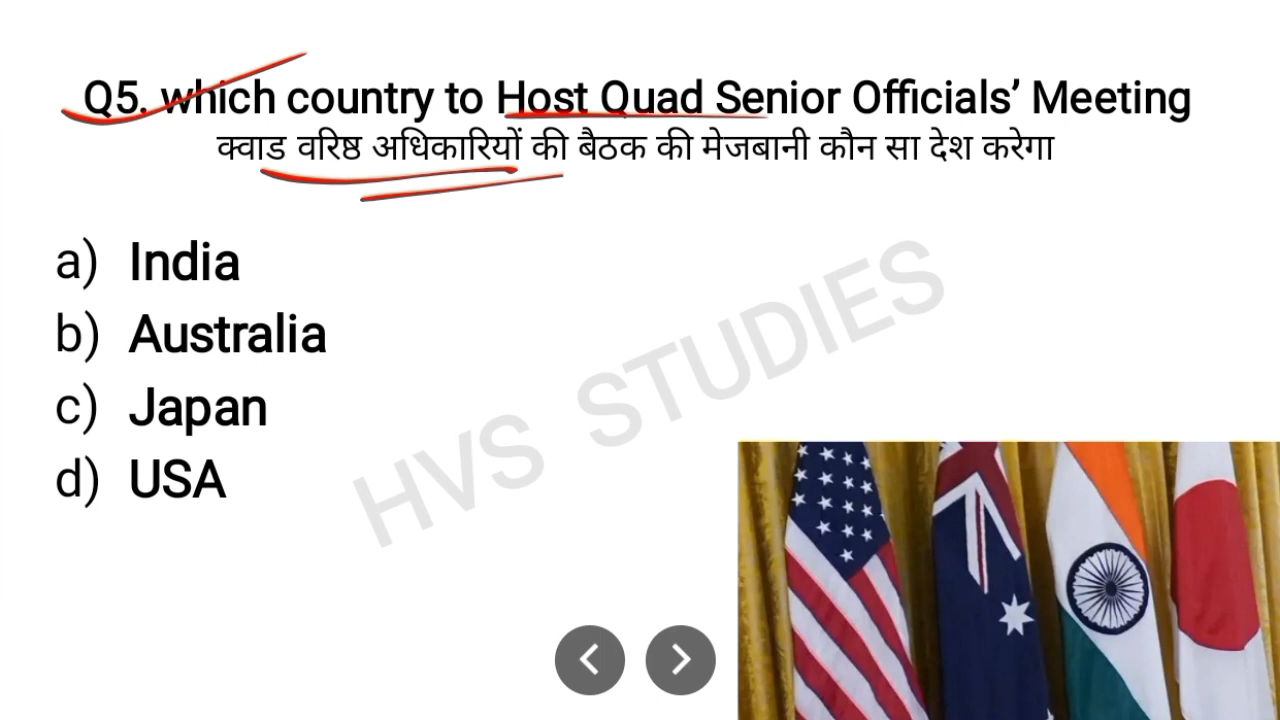 Q5. which country to Host Quad Senior Officials’ Meeting
क्वाड वरिष्ठ अधिकारियों की बैठक की मेजबानी कौन सा देश करेगा
a) India
b) Australia
c) Japan
d) USA
HVS STUDIES